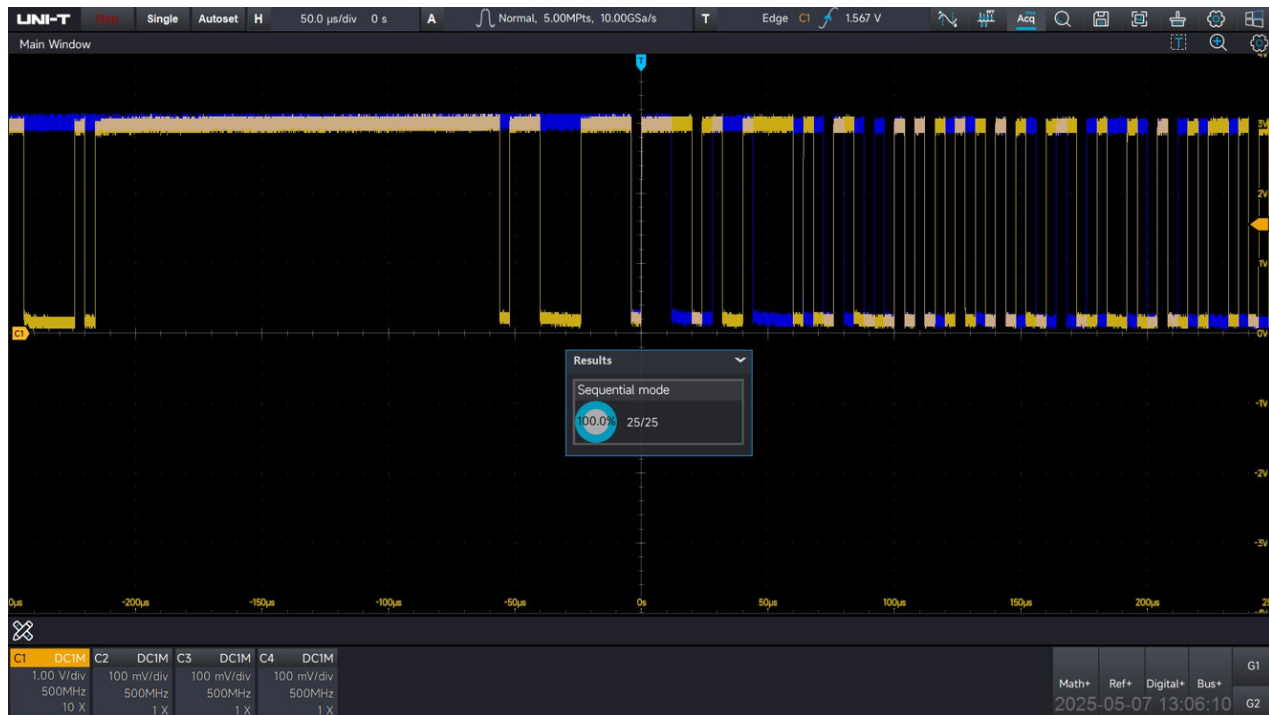 UNI-T Stop Single Autoset H 50.0 μs/div 0 s A Normal, 5.00MPts, 10.00GSa/s T Edge C1 1.567 V Acq
Main Window
T
T
3V
2V
1V
C1
0V
Results
Sequential mode
100.0% 25/25
-1V
-2V
-3V
0μs -200μs -150μs -100μs -50μs 0s 50μs 100μs 150μs 200μs
C1 DC1M C2 DC1M C3 DC1M C4 DC1M
1.00 V/div 100 mV/div 100 mV/div 100 mV/div
500MHz 500MHz 500MHz 500MHz
10 X 1 X 1 X 1 X
G1
Math+ Ref+ Digital+ Bus+
2025-05-07 13:06:10 G2